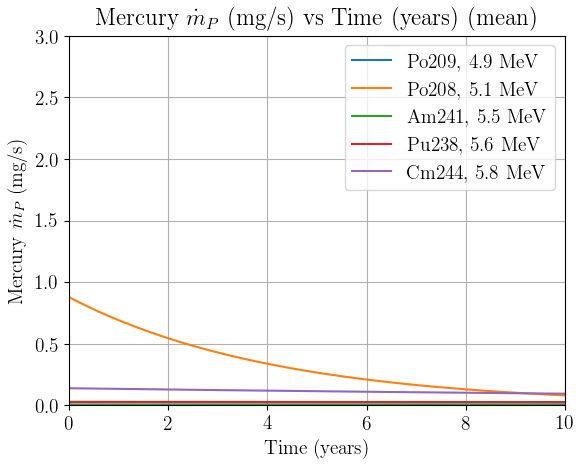 Mercury ṁ_P (mg/s) vs Time (years) (mean)
Mercury ṁ_P (mg/s)
3.0
2.5
2.0
1.5
1.0
0.5
0.0
Po209, 4.9 MeV
Po208, 5.1 MeV
Am241, 5.5 MeV
Pu238, 5.6 MeV
Cm244, 5.8 MeV
0 2 4 6 8 10
Time (years)